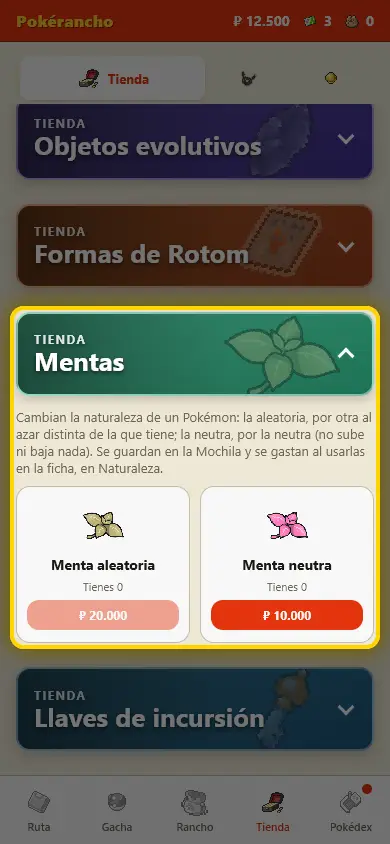 Pokérancho ₽ 12.500 3 0
Tienda
TIENDA
Objetos evolutivos
TIENDA
Formas de Rotom
TIENDA
Mentas
Cambian la naturaleza de un Pokémon: la aleatoria, por otra al
azar distinta de la que tiene; la neutra, por la neutra (no sube
ni baja nada). Se guardan en la Mochila y se gastan al usarlas
en la ficha, en Naturaleza.
Menta aleatoria
Tienes 0
₽ 20.000
Menta neutra
Tienes 0
₽ 10.000
TIENDA
Llaves de incursión
Ruta Gacha Rancho Tienda Pokédex